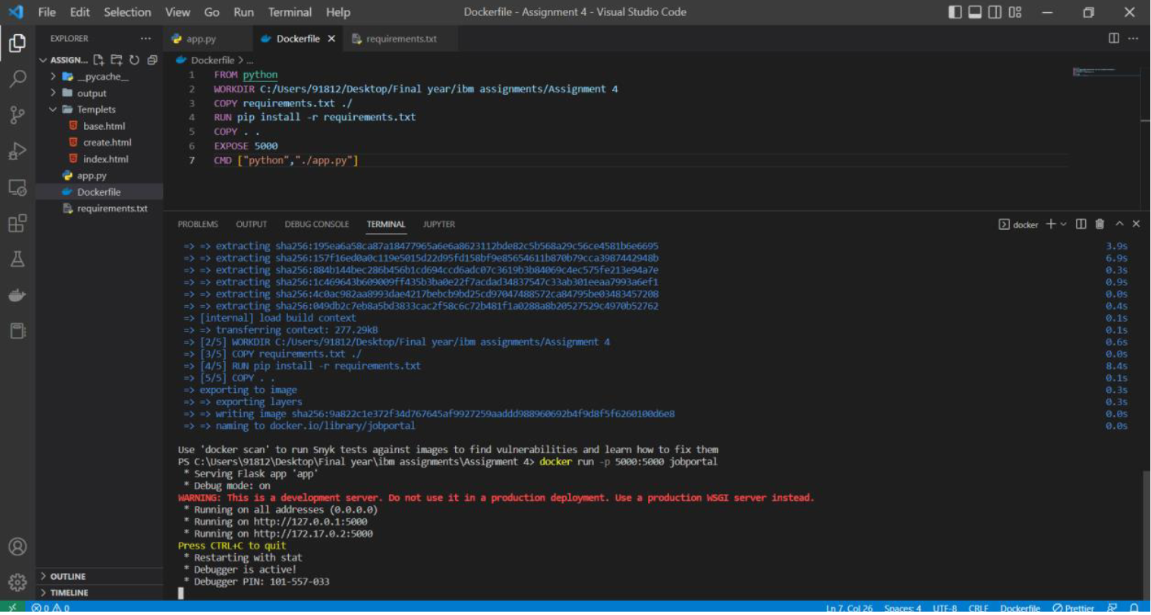 File Edit Selection View Go Run Terminal Help
Dockerfile - Assignment 4 - Visual Studio Code
EXPLORER
ASSIGN...
__pycache__
output
Templets
base.html
create.html
index.html
app.py
Dockerfile
requirements.txt
OUTLINE
TIMELINE
app.py Dockerfile requirements.txt
Dockerfile > ...
1 FROM python
2 WORKDIR C:/Users/91812/Desktop/Final year/ibm assignments/Assignment 4
3 COPY requirements.txt ./
4 RUN pip install -r requirements.txt
5 COPY . .
6 EXPOSE 5000
7 CMD ["python","./app.py"]
PROBLEMS OUTPUT DEBUG CONSOLE TERMINAL JUPYTER
docker
=> => extracting sha256:195ea6a58ca87a18477965a6e6a8623112bde82c5b568a29c56ce4581b6e6695 3.9s
=> => extracting sha256:157f16ed0a0c119e5015d22d95fd158bf9e85654611b870b79cca3987442948b 6.9s
=> => extracting sha256:884b144bec286b456b1cd694ccd6adc07c3619b3b84069c4ec575fe213e94a7e 0.3s
=> => extracting sha256:1c469643b609009ff435b3ba0e22f7acdad34837547c33ab301eeaa7993a6ef1 0.9s
=> => extracting sha256:4c0ac982aa8993dae4217bebcb9bd25cd97047488572ca84795be03483457208 0.0s
=> => extracting sha256:049db2c7eb8a5bd3833cac2f58c6c72b481f1a0288a8b20527529c4970b52762 0.4s
=> [internal] load build context 0.1s
=> => transferring context: 277.29kB 0.1s
=> [2/5] WORKDIR C:/Users/91812/Desktop/Final year/ibm assignments/Assignment 4 0.6s
=> [3/5] COPY requirements.txt ./ 0.0s
=> [4/5] RUN pip install -r requirements.txt 8.4s
=> [5/5] COPY . . 0.1s
=> exporting to image 0.3s
=> => exporting layers 0.3s
=> => writing image sha256:9a822c1e372f34d767645af9927259aaddd988960692b4f9d8f5f6260100d6e8 0.0s
=> => naming to docker.io/library/jobportal 0.0s
Use 'docker scan' to run Snyk tests against images to find vulnerabilities and learn how to fix them
PS C:\Users\91812\Desktop\Final year\ibm assignments\Assignment 4> docker run -p 5000:5000 jobportal
* Serving Flask app 'app'
* Debug mode: on
WARNING: This is a development server. Do not use it in a production deployment. Use a production WSGI server instead.
* Running on all addresses (0.0.0.0)
* Running on http://127.0.0.1:5000
* Running on http://172.17.0.2:5000
Press CTRL+C to quit
* Restarting with stat
* Debugger is active!
* Debugger PIN: 101-557-033
0 0 Ln 7, Col 26 Spaces: 4 UTF-8 CRLF Dockerfile Prettier